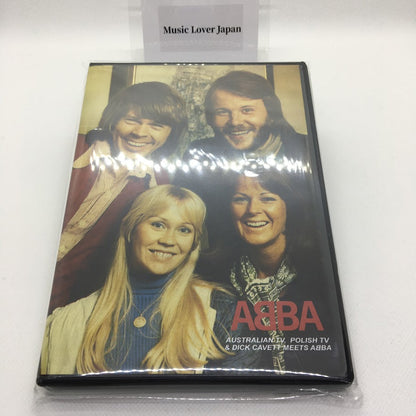 Music Lover Japan
ABBA
AUSTRALIAN TV, POLISH TV
& DICK CAVETT MEETS ABBA